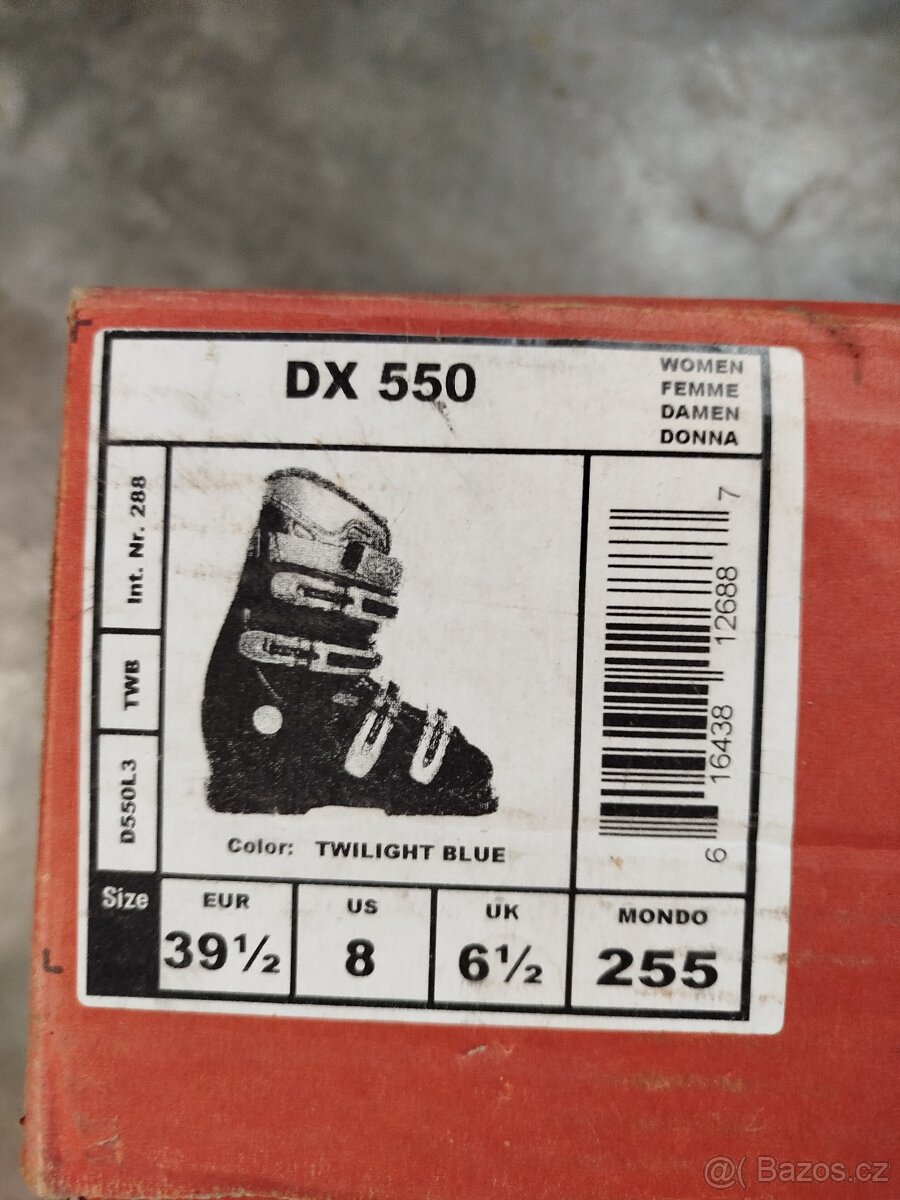 DX 550
WOMEN
FEMME
DAMEN
DONNA
Int. Nr. 288
TWB
D550L3
Color: TWILIGHT BLUE
6 16438 12688 7
Size
EUR
39½
US
8
UK
6½
MONDO
255
@( Bazos.cz